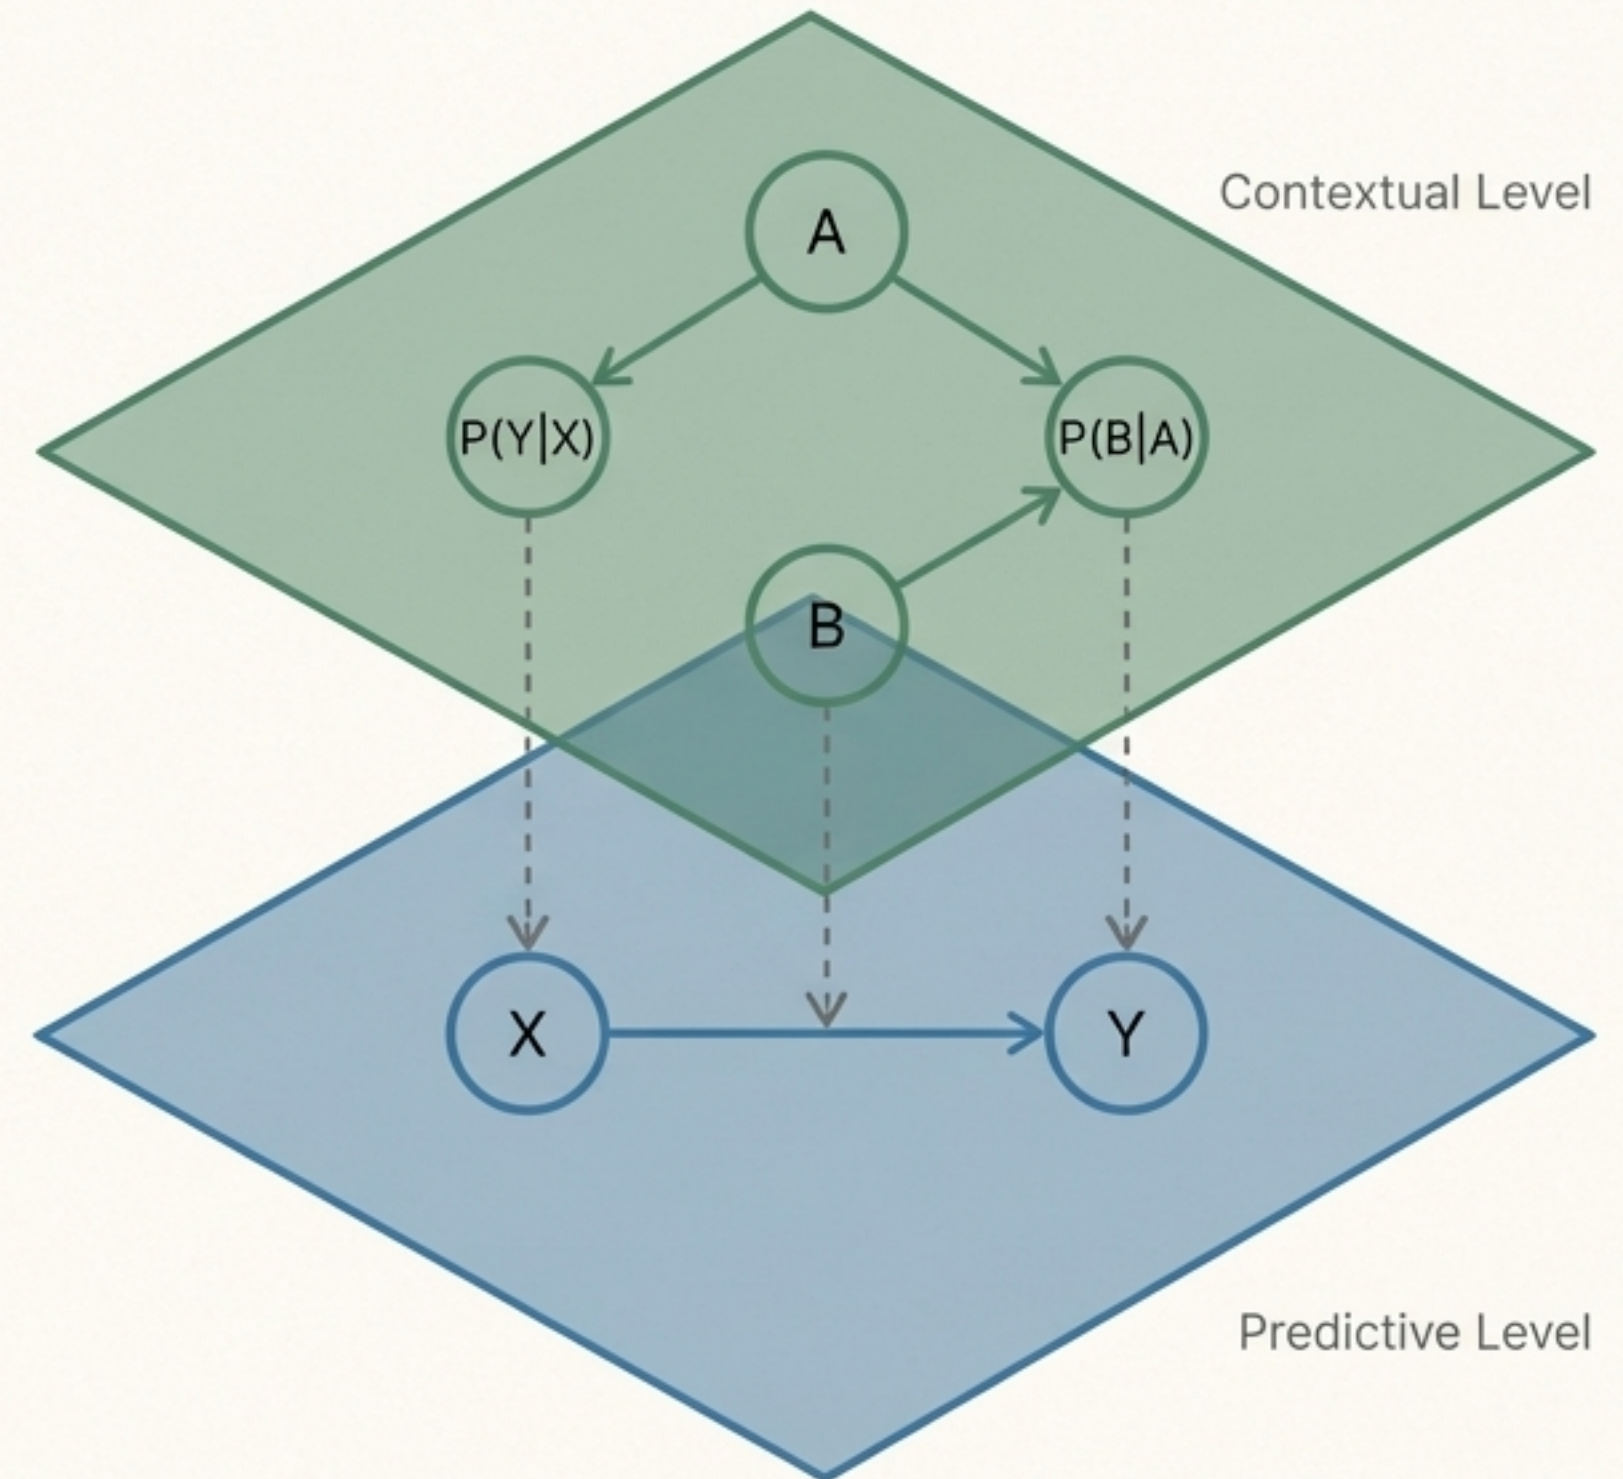 Contextual Level
A
P(Y|X)
P(B|A)
B
X
Y
Predictive Level